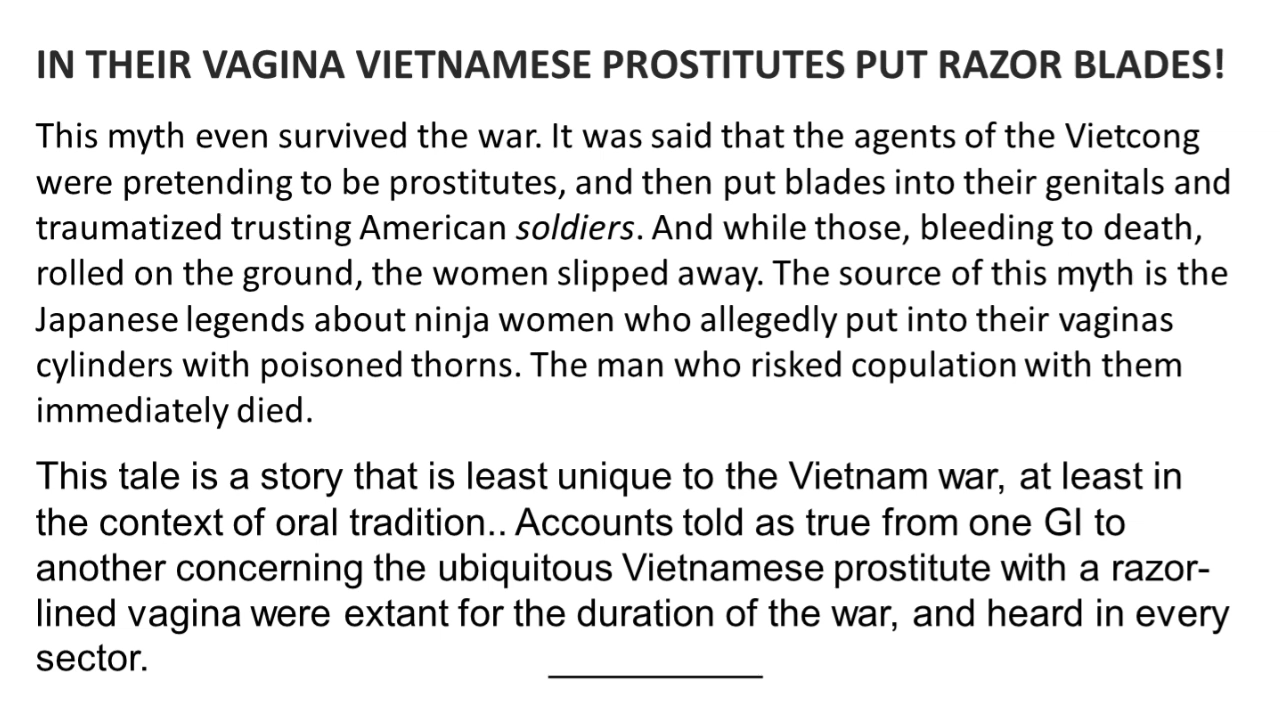 IN THEIR VAGINA VIETNAMESE PROSTITUTES PUT RAZOR BLADES!
This myth even survived the war. It was said that the agents of the Vietcong
were pretending to be prostitutes, and then put blades into their genitals and
traumatized trusting American soldiers. And while those, bleeding to death,
rolled on the ground, the women slipped away. The source of this myth is the
Japanese legends about ninja women who allegedly put into their vaginas
cylinders with poisoned thorns. The man who risked copulation with them
immediately died.
This tale is a story that is least unique to the Vietnam war, at least in
the context of oral tradition.. Accounts told as true from one GI to
another concerning the ubiquitous Vietnamese prostitute with a razor-
lined vagina were extant for the duration of the war, and heard in every
sector.